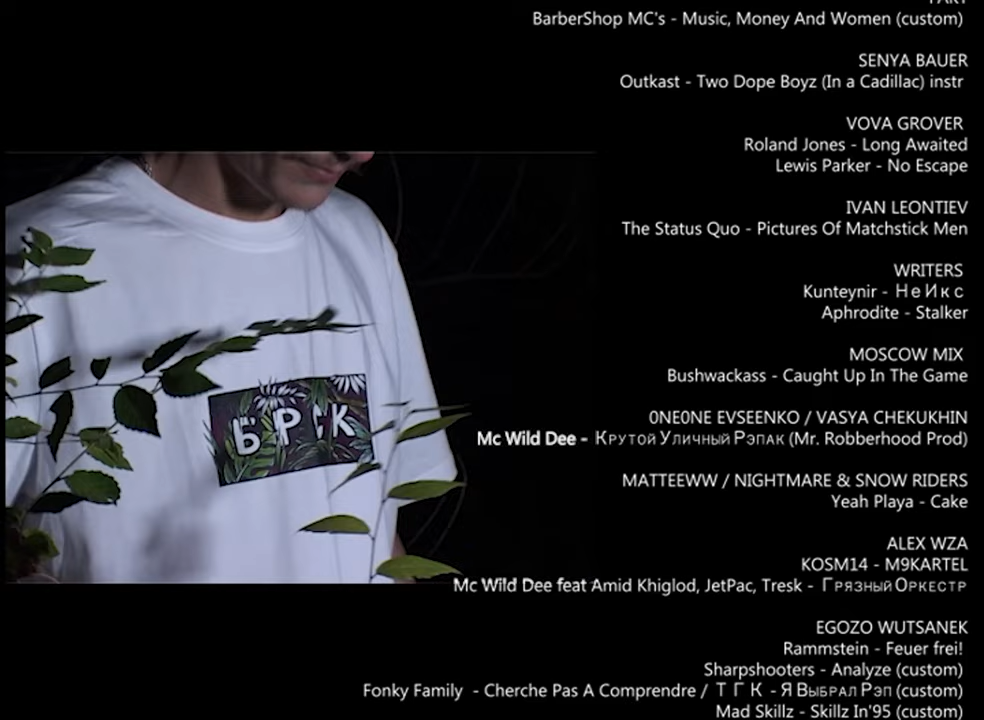 BarberShop MC's - Music, Money And Women (custom)
SENYA BAUER
Outkast - Two Dope Boyz (In a Cadillac) instr
VOVA GROVER
Roland Jones - Long Awaited
Lewis Parker - No Escape
IVAN LEONTIEV
The Status Quo - Pictures Of Matchstick Men
WRITERS
Kunteynir - НеИкс
Aphrodite - Stalker
MOSCOW MIX
Bushwackass - Caught Up In The Game
0NE0NE EVSEENKO / VASYA CHEKUKHIN
Mc Wild Dee - Крутой Уличный Рэпак (Mr. Robberhood Prod)
MATTEEWW / NIGHTMARE & SNOW RIDERS
Yeah Playa - Cake
ALEX WZA
KOSM14 - M9KARTEL
Mc Wild Dee feat Amid Khiglod, JetPac, Tresk - Грязный Оркестр
EGOZO WUTSANEK
Rammstein - Feuer frei!
Sharpshooters - Analyze (custom)
Fonky Family - Cherche Pas A Comprendre / ТГК - Я Выбрал Рэп (custom)
Mad Skillz - Skillz In'95 (custom)